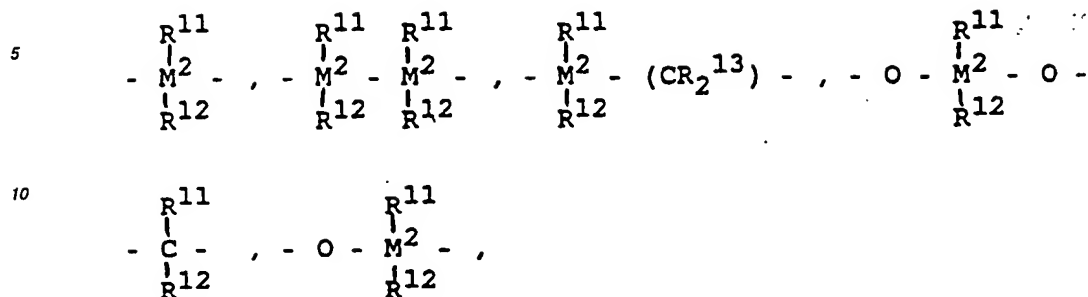 R¹¹ R¹¹ R¹¹ R¹¹ R¹¹
5 - M² - , - M² - M² - , - M² - (CR₂¹³) - , - O - M² - O -
R¹² R¹² R¹² R¹² R¹²
R¹¹ R¹¹
10 - C - , - O - M² - ,
R¹² R¹²